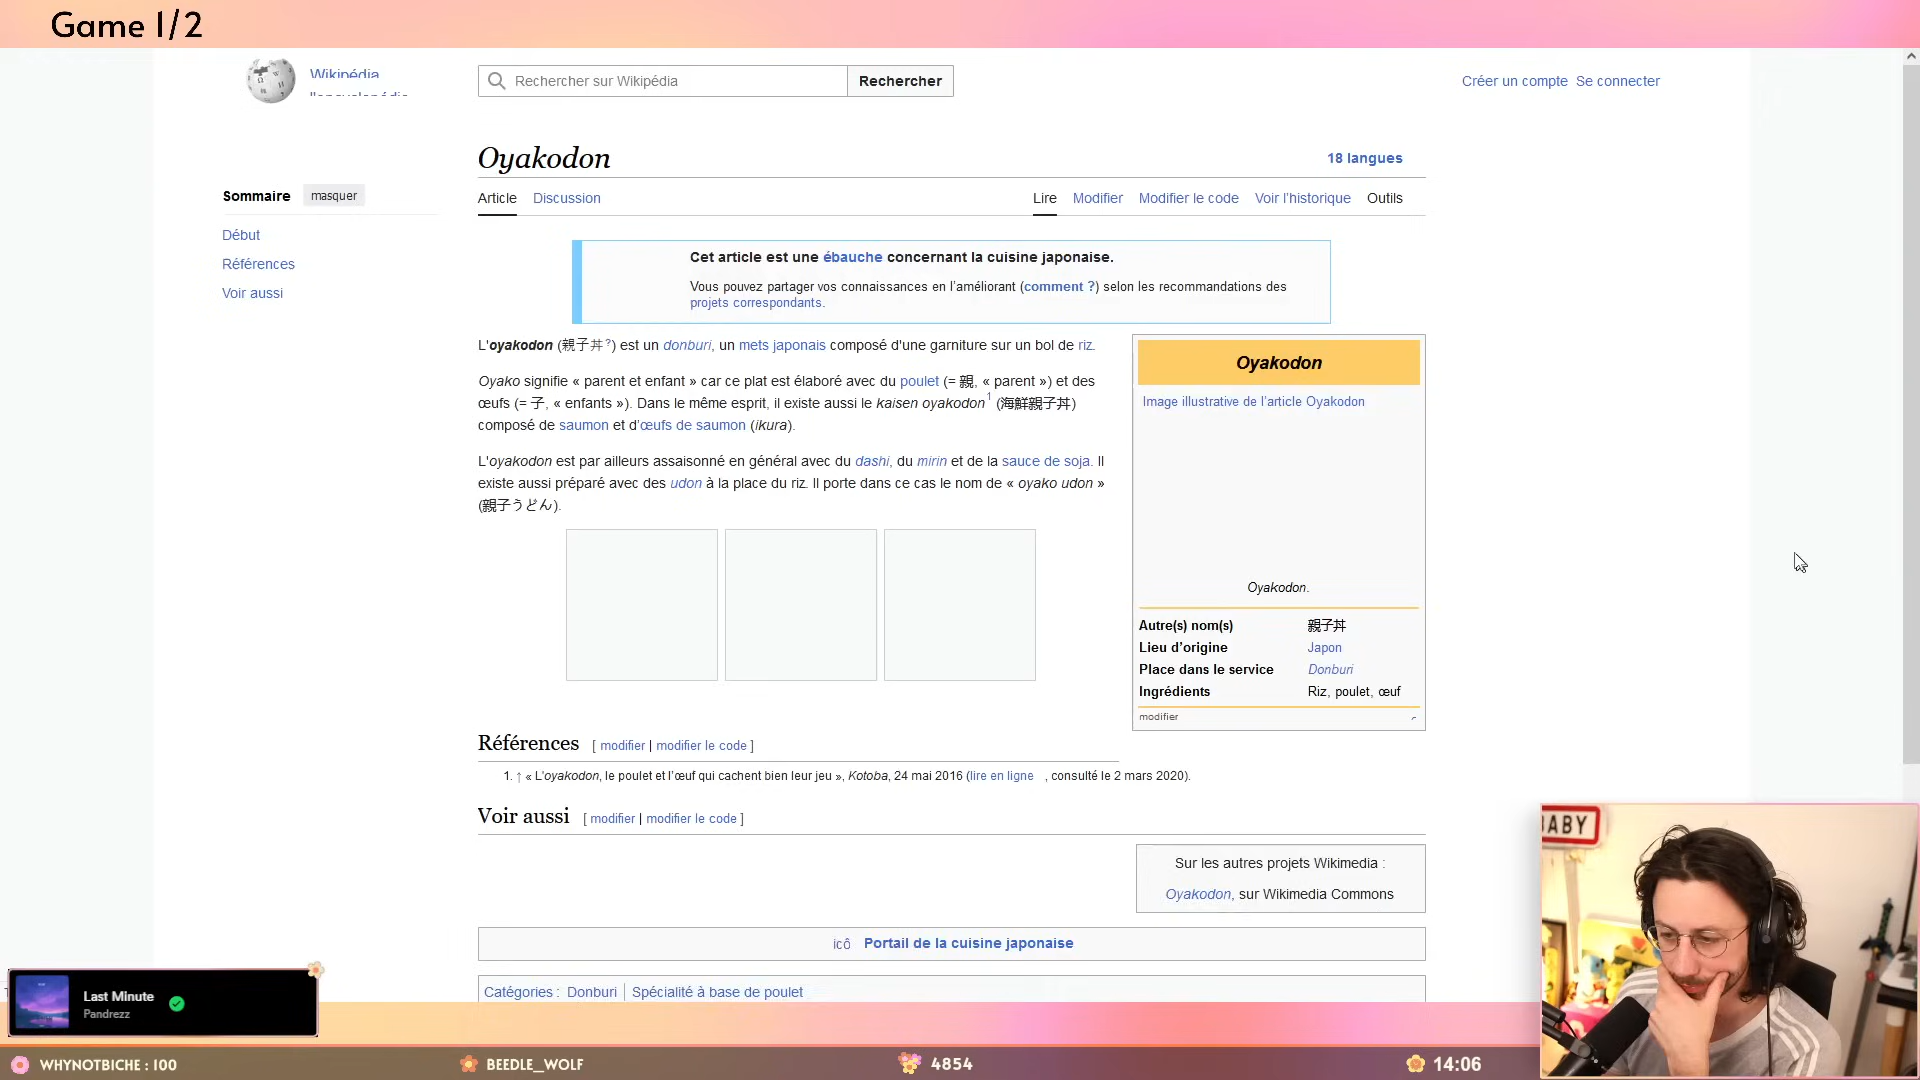 Game 1/2
Wikipédia
l'encyclopédie
Rechercher sur Wikipédia
Rechercher
Créer un compte Se connecter
Oyakodon
18 langues
Sommaire masquer
Début
Références
Voir aussi
Article Discussion
Lire Modifier Modifier le code Voir l'historique Outils
Cet article est une ébauche concernant la cuisine japonaise.
Vous pouvez partager vos connaissances en l'améliorant (comment ?) selon les recommandations des
projets correspondants.
L'oyakodon (親子丼?) est un donburi, un mets japonais composé d'une garniture sur un bol de riz.
Oyako signifie « parent et enfant » car ce plat est élaboré avec du poulet (= 親, « parent ») et des
œufs (= 子, « enfants »). Dans le même esprit, il existe aussi le kaisen oyakodon1 (海鮮親子丼)
composé de saumon et d'œufs de saumon (ikura).
L'oyakodon est par ailleurs assaisonné en général avec du dashi, du mirin et de la sauce de soja. Il
existe aussi préparé avec des udon à la place du riz. Il porte dans ce cas le nom de « oyako udon »
(親子うどん).
Oyakodon
Image illustrative de l'article Oyakodon
Oyakodon.
Autre(s) nom(s) 親子丼
Lieu d'origine Japon
Place dans le service Donburi
Ingrédients Riz, poulet, œuf
modifier
Références [ modifier | modifier le code ]
1. ↑ « L'oyakodon, le poulet et l'œuf qui cachent bien leur jeu », Kotoba, 24 mai 2016 (lire en ligne , consulté le 2 mars 2020).
Voir aussi [ modifier | modifier le code ]
Sur les autres projets Wikimedia :
Oyakodon, sur Wikimedia Commons
icô Portail de la cuisine japonaise
Catégories : Donburi Spécialité à base de poulet
BABY
Last Minute
Pandrezz
WHYNOTBICHE : 100
BEEDLE_WOLF
4854
14:06